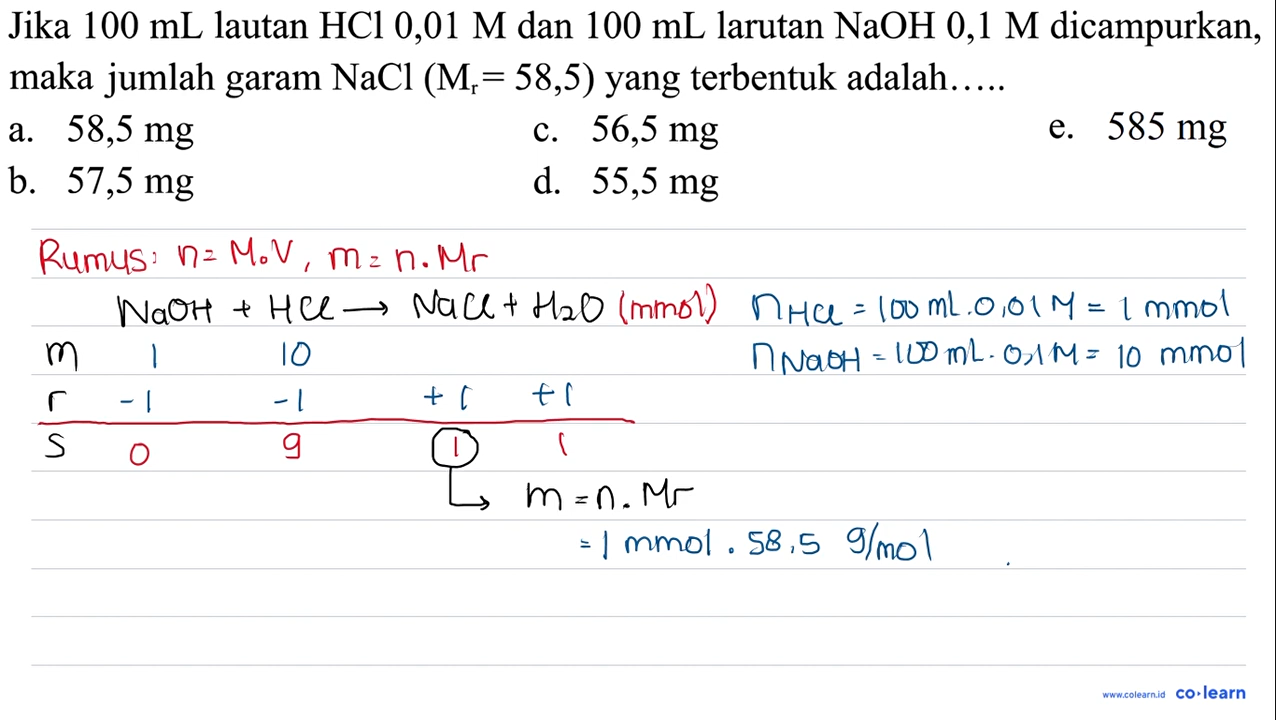 Jika 100 mL lautan HCl 0,01 M dan 100 mL larutan NaOH 0,1 M dicampurkan,
maka jumlah garam NaCl (Mᵣ= 58,5) yang terbentuk adalah.....
a. 58,5 mg c. 56,5 mg e. 585 mg
b. 57,5 mg d. 55,5 mg
Rumus: n = M.V, m = n.Mr
NaOH + HCl → NaCl + H2O (mmol) nHCl = 100 mL.0,01 M = 1 mmol
m 1 10 nNaOH = 100 mL.0,1 M = 10 mmol
r -1 -1 +1 +1
s 0 9 1 1
m = n.Mr
= 1 mmol . 58,5 g/mol
www.colearn.id co·learn